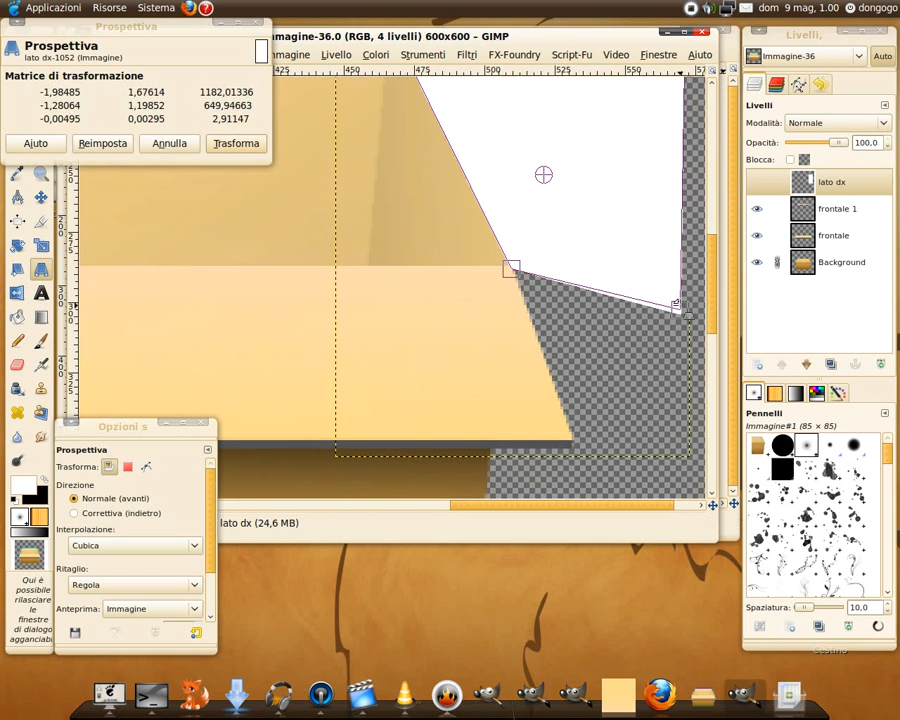 Applicazioni Risorse Sistema
dom 9 mag, 1.00 dongogo
Prospettiva
Prospettiva
lato dx-1052 (Immagine)
Matrice di trasformazione
-1,98485 1,67614 1182,01336
-1,28064 1,19852 649,94663
-0,00495 0,00295 2,91147
Aiuto Reimposta Annulla Trasforma
mmagine-36.0 (RGB, 4 livelli) 600x600 – GIMP
mmagine Livello Colori Strumenti Filtri FX-Foundry Script-Fu Video Finestre Aiuto
425 450 475 500 525 550
Livelli,
Immagine-36 Auto
Livelli
Modalità: Normale
Opacità: 100,0
Blocca:
lato dx
frontale 1
frontale
Background
Pennelli
Immagine#1 (85 × 85)
Spaziatura: 10,0
Opzioni s
Prospettiva
Trasforma:
Direzione
Normale (avanti)
Correttiva (indietro)
Interpolazione:
Cubica
Ritaglio:
Regola
Anteprima: Immagine
lato dx (24,6 MB)
Qui è
possibile
rilasciare
le
finestre
di dialogo
agganciabi